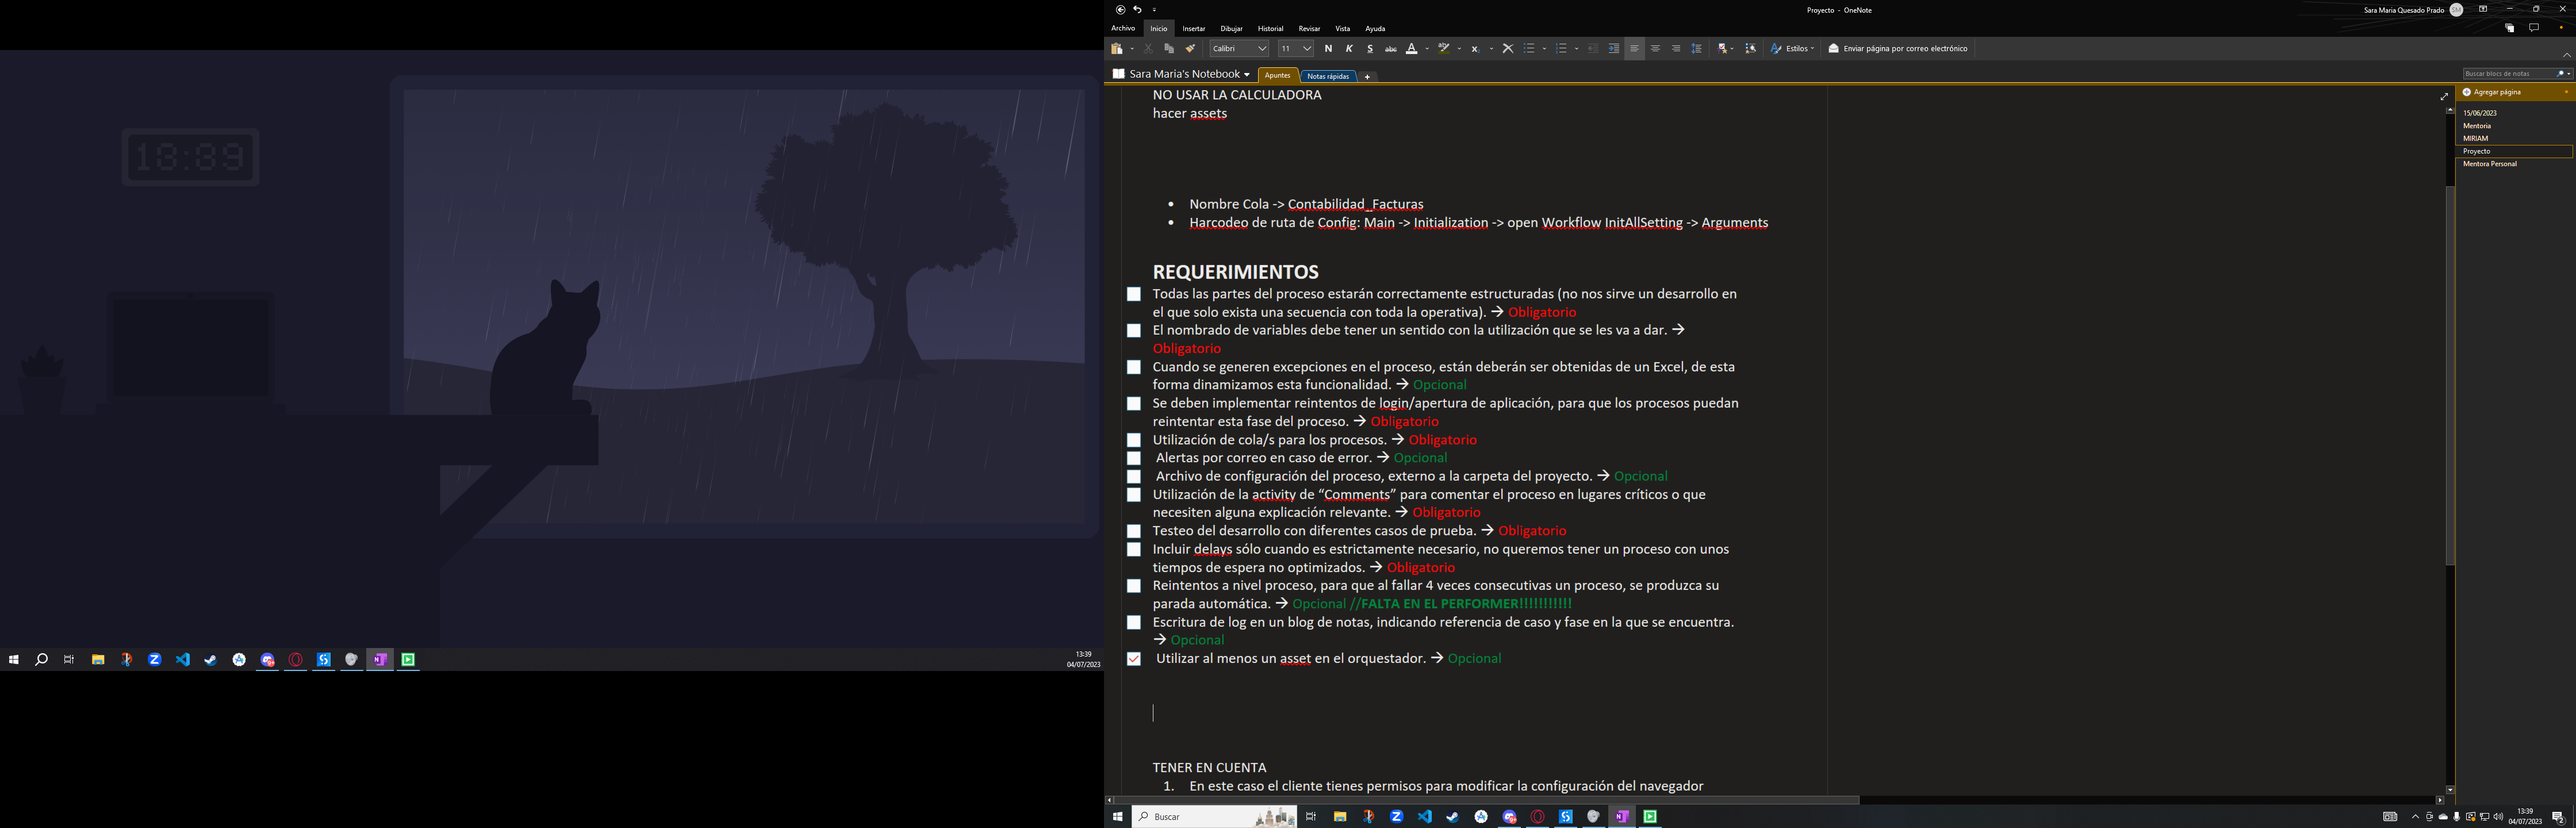 13:39
13:39
04/07/2023
Proyecto - OneNote
Sara Maria Quesado Prado
SM
Archivo Inicio Insertar Dibujar Historial Revisar Vista Ayuda
Calibri 11 N K S abc A ab x Estilos Enviar página por correo electrónico
Sara Maria's Notebook Apuntes Notas rápidas +
Buscar blocs de notas
Agregar página
15/06/2023
Mentoria
MIRIAM
Proyecto
Mentora Personal
NO USAR LA CALCULADORA
hacer assets
• Nombre Cola -> Contabilidad_Facturas
• Harcodeo de ruta de Config: Main -> Initialization -> open Workflow InitAllSetting -> Arguments
REQUERIMIENTOS
Todas las partes del proceso estarán correctamente estructuradas (no nos sirve un desarrollo en
el que solo exista una secuencia con toda la operativa). → Obligatorio
El nombrado de variables debe tener un sentido con la utilización que se les va a dar. →
Obligatorio
Cuando se generen excepciones en el proceso, están deberán ser obtenidas de un Excel, de esta
forma dinamizamos esta funcionalidad. → Opcional
Se deben implementar reintentos de login/apertura de aplicación, para que los procesos puedan
reintentar esta fase del proceso. → Obligatorio
Utilización de cola/s para los procesos. → Obligatorio
Alertas por correo en caso de error. → Opcional
Archivo de configuración del proceso, externo a la carpeta del proyecto. → Opcional
Utilización de la activity de “Comments” para comentar el proceso en lugares críticos o que
necesiten alguna explicación relevante. → Obligatorio
Testeo del desarrollo con diferentes casos de prueba. → Obligatorio
Incluir delays sólo cuando es estrictamente necesario, no queremos tener un proceso con unos
tiempos de espera no optimizados. → Obligatorio
Reintentos a nivel proceso, para que al fallar 4 veces consecutivas un proceso, se produzca su
parada automática. → Opcional //FALTA EN EL PERFORMER!!!!!!!!!!!
Escritura de log en un blog de notas, indicando referencia de caso y fase en la que se encuentra.
→ Opcional
Utilizar al menos un asset en el orquestador. → Opcional
TENER EN CUENTA
1. En este caso el cliente tienes permisos para modificar la configuración del navegador
Buscar
13:39
04/07/2023
2